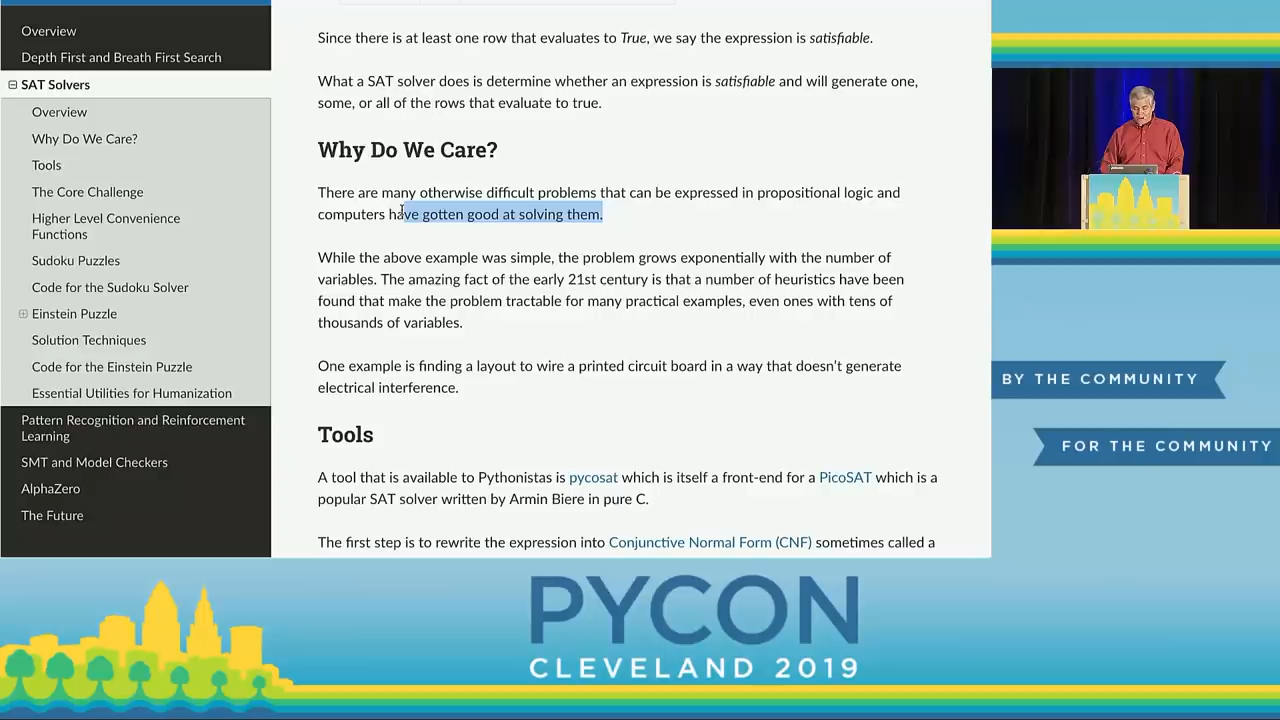 Overview
Depth First and Breath First Search
SAT Solvers
Overview
Why Do We Care?
Tools
The Core Challenge
Higher Level Convenience
Functions
Sudoku Puzzles
Code for the Sudoku Solver
Einstein Puzzle
Solution Techniques
Code for the Einstein Puzzle
Essential Utilities for Humanization
Pattern Recognition and Reinforcement
Learning
SMT and Model Checkers
AlphaZero
The Future
Since there is at least one row that evaluates to True, we say the expression is satisfiable.
What a SAT solver does is determine whether an expression is satisfiable and will generate one,
some, or all of the rows that evaluate to true.
Why Do We Care?
There are many otherwise difficult problems that can be expressed in propositional logic and
computers have gotten good at solving them.
While the above example was simple, the problem grows exponentially with the number of
variables. The amazing fact of the early 21st century is that a number of heuristics have been
found that make the problem tractable for many practical examples, even ones with tens of
thousands of variables.
One example is finding a layout to wire a printed circuit board in a way that doesn't generate
electrical interference.
Tools
A tool that is available to Pythonistas is pycosat which is itself a front-end for a PicoSAT which is a
popular SAT solver written by Armin Biere in pure C.
The first step is to rewrite the expression into Conjunctive Normal Form (CNF) sometimes called a
BY THE COMMUNITY
FOR THE COMMUNITY
PYCON
CLEVELAND 2019